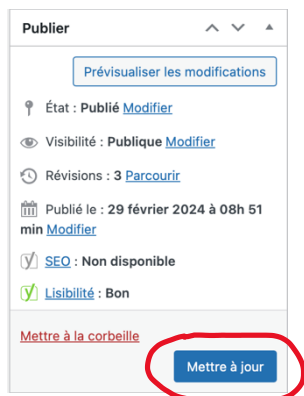 Publier
Prévisualiser les modifications
État : Publié Modifier
Visibilité : Publique Modifier
Révisions : 3 Parcourir
Publié le : 29 février 2024 à 08h 51
min Modifier
SEO : Non disponible
Lisibilité : Bon
Mettre à la corbeille
Mettre à jour